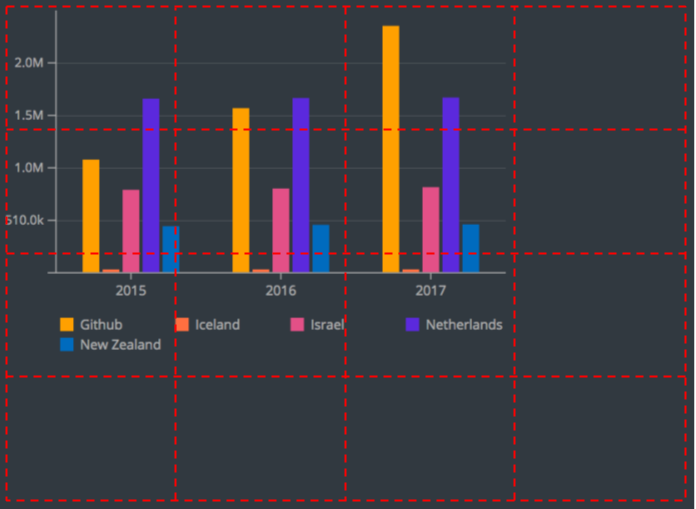 2.0M
1.5M
1.0M
510.0k
2015 2016 2017
Github Iceland Israel Netherlands
New Zealand